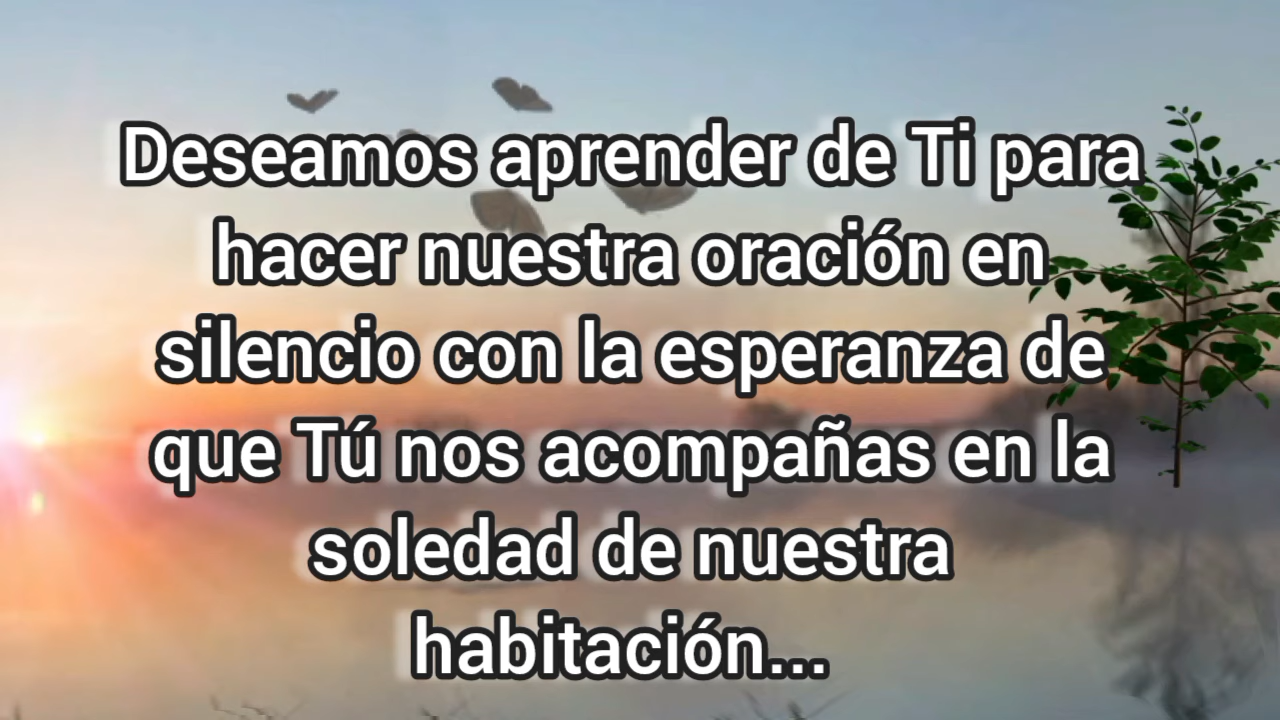 Deseamos aprender de Ti para
hacer nuestra oración en
silencio con la esperanza de
que Tú nos acompañas en la
soledad de nuestra
habitación...